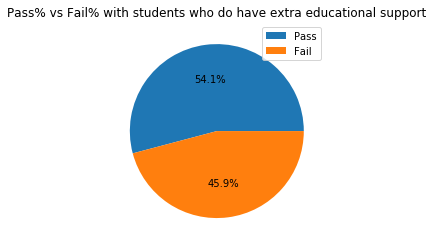 Pass% vs Fail% with students who do have extra educational support
Pass
Fail
54.1%
45.9%